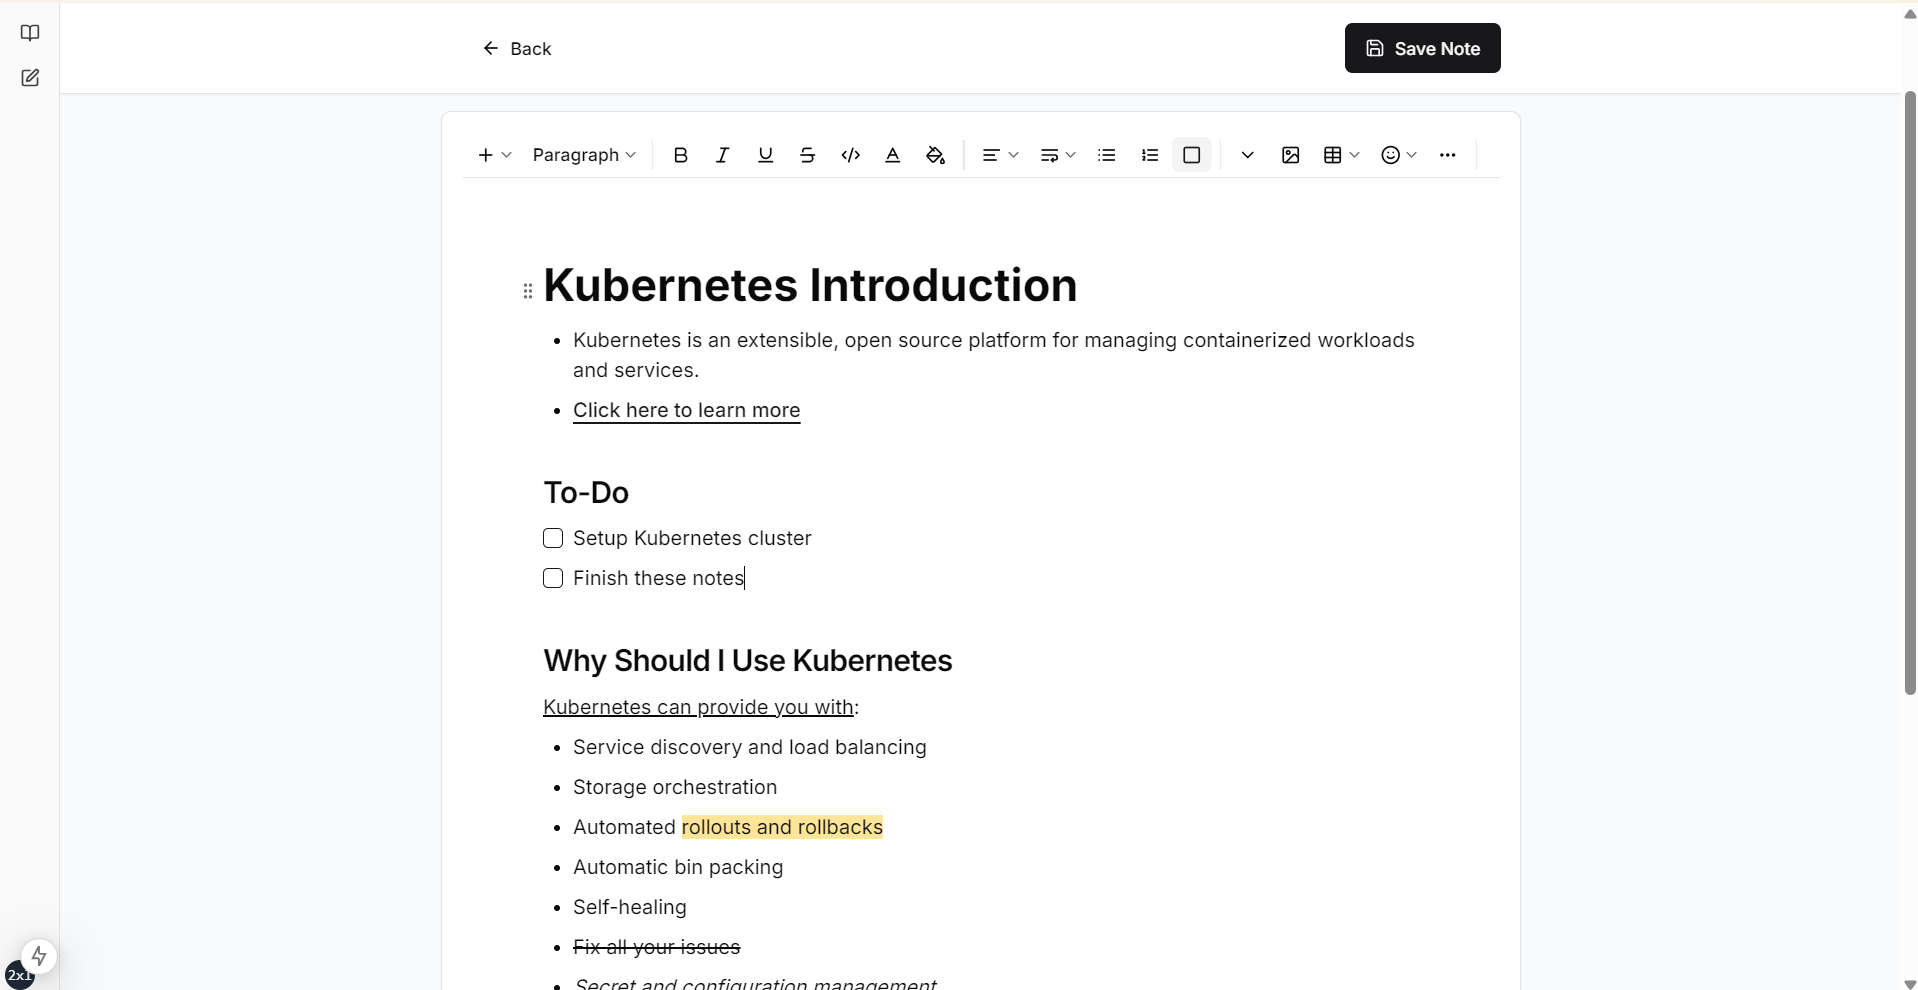 Back
Save Note
Paragraph
Kubernetes Introduction
Kubernetes is an extensible, open source platform for managing containerized workloads
and services.
Click here to learn more
To-Do
Setup Kubernetes cluster
Finish these notes
Why Should I Use Kubernetes
Kubernetes can provide you with:
Service discovery and load balancing
Storage orchestration
Automated rollouts and rollbacks
Automatic bin packing
Self-healing
Fix all your issues
Secret and configuration management
2x1